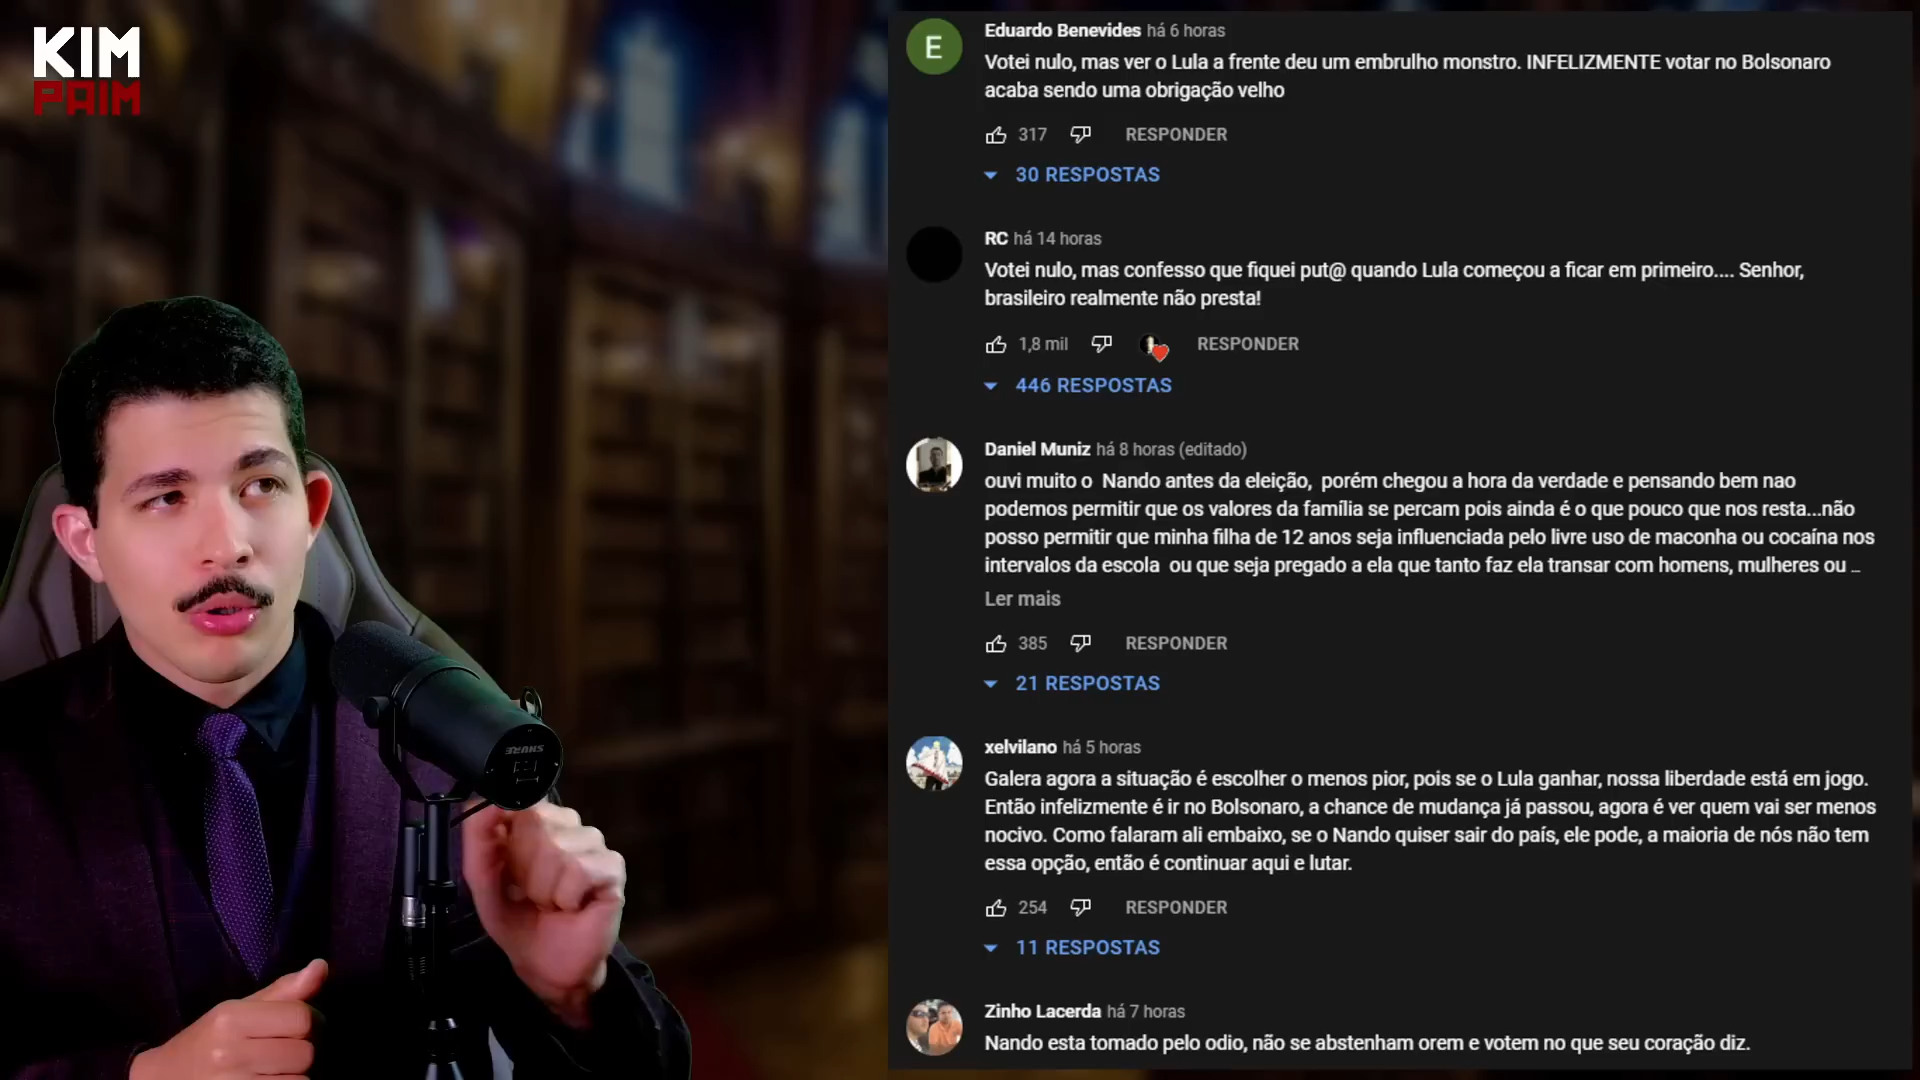 KIM
PAIM
E
Eduardo Benevides há 6 horas
Votei nulo, mas ver o Lula a frente deu um embrulho monstro. INFELIZMENTE votar no Bolsonaro
acaba sendo uma obrigação velho
317 RESPONDER
30 RESPOSTAS
RC há 14 horas
Votei nulo, mas confesso que fiquei put@ quando Lula começou a ficar em primeiro.... Senhor,
brasileiro realmente não presta!
1,8 mil RESPONDER
446 RESPOSTAS
Daniel Muniz há 8 horas (editado)
ouvi muito o Nando antes da eleição, porém chegou a hora da verdade e pensando bem nao
podemos permitir que os valores da família se percam pois ainda é o que pouco que nos resta...não
posso permitir que minha filha de 12 anos seja influenciada pelo livre uso de maconha ou cocaína nos
intervalos da escola ou que seja pregado a ela que tanto faz ela transar com homens, mulheres ou ...
Ler mais
385 RESPONDER
21 RESPOSTAS
xelvilano há 5 horas
Galera agora a situação é escolher o menos pior, pois se o Lula ganhar, nossa liberdade está em jogo.
Então infelizmente é ir no Bolsonaro, a chance de mudança já passou, agora é ver quem vai ser menos
nocivo. Como falaram ali embaixo, se o Nando quiser sair do país, ele pode, a maioria de nós não tem
essa opção, então é continuar aqui e lutar.
254 RESPONDER
11 RESPOSTAS
Zinho Lacerda há 7 horas
Nando esta tomado pelo odio, não se abstenham orem e votem no que seu coração diz.
SHURE